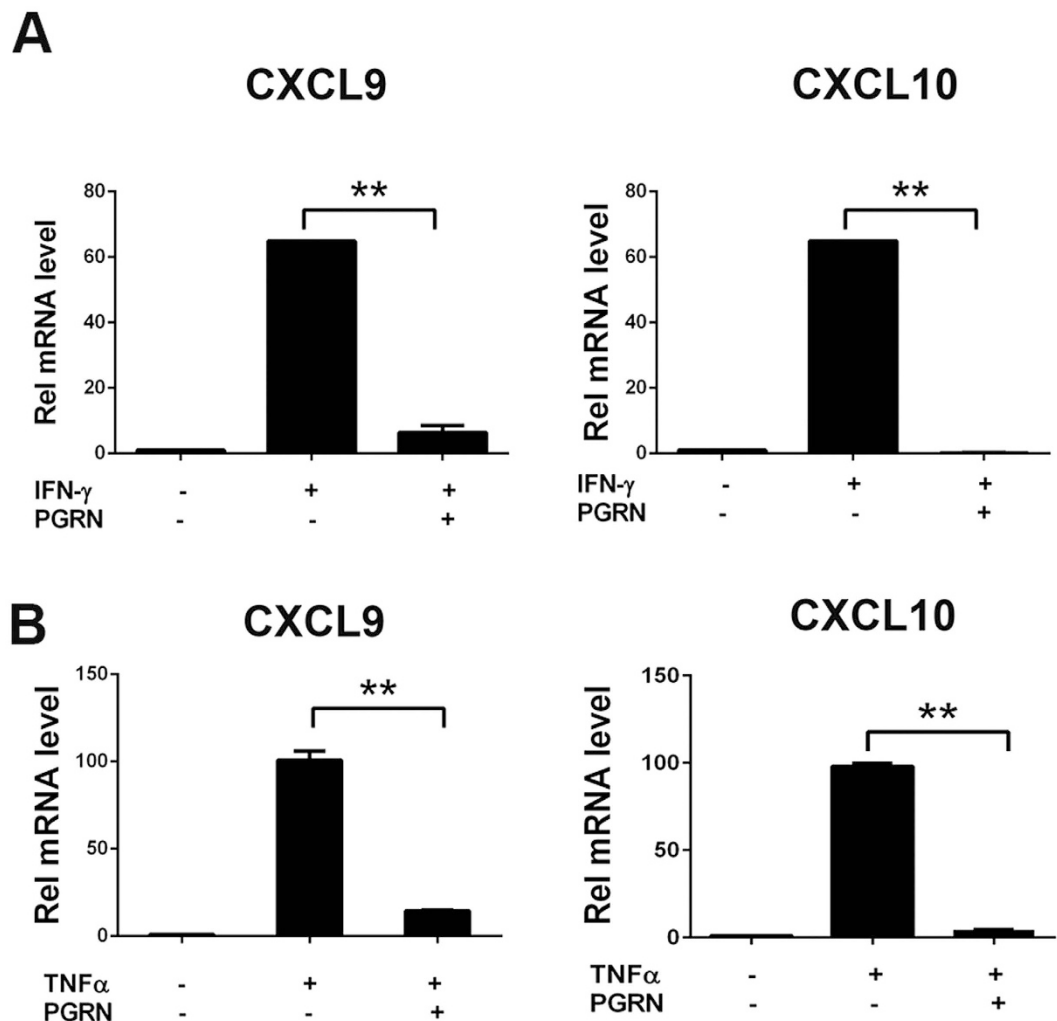 A
CXCL9
CXCL10
Rel mRNA level
80
60
40
20
0
**
IFN-γ - + +
PGRN - - +
Rel mRNA level
80
60
40
20
0
**
IFN-γ - + +
PGRN - - +
B
CXCL9
CXCL10
Rel mRNA level
150
100
50
0
**
TNFα - + +
PGRN - - +
Rel mRNA level
150
100
50
0
**
TNFα - + +
PGRN - - +